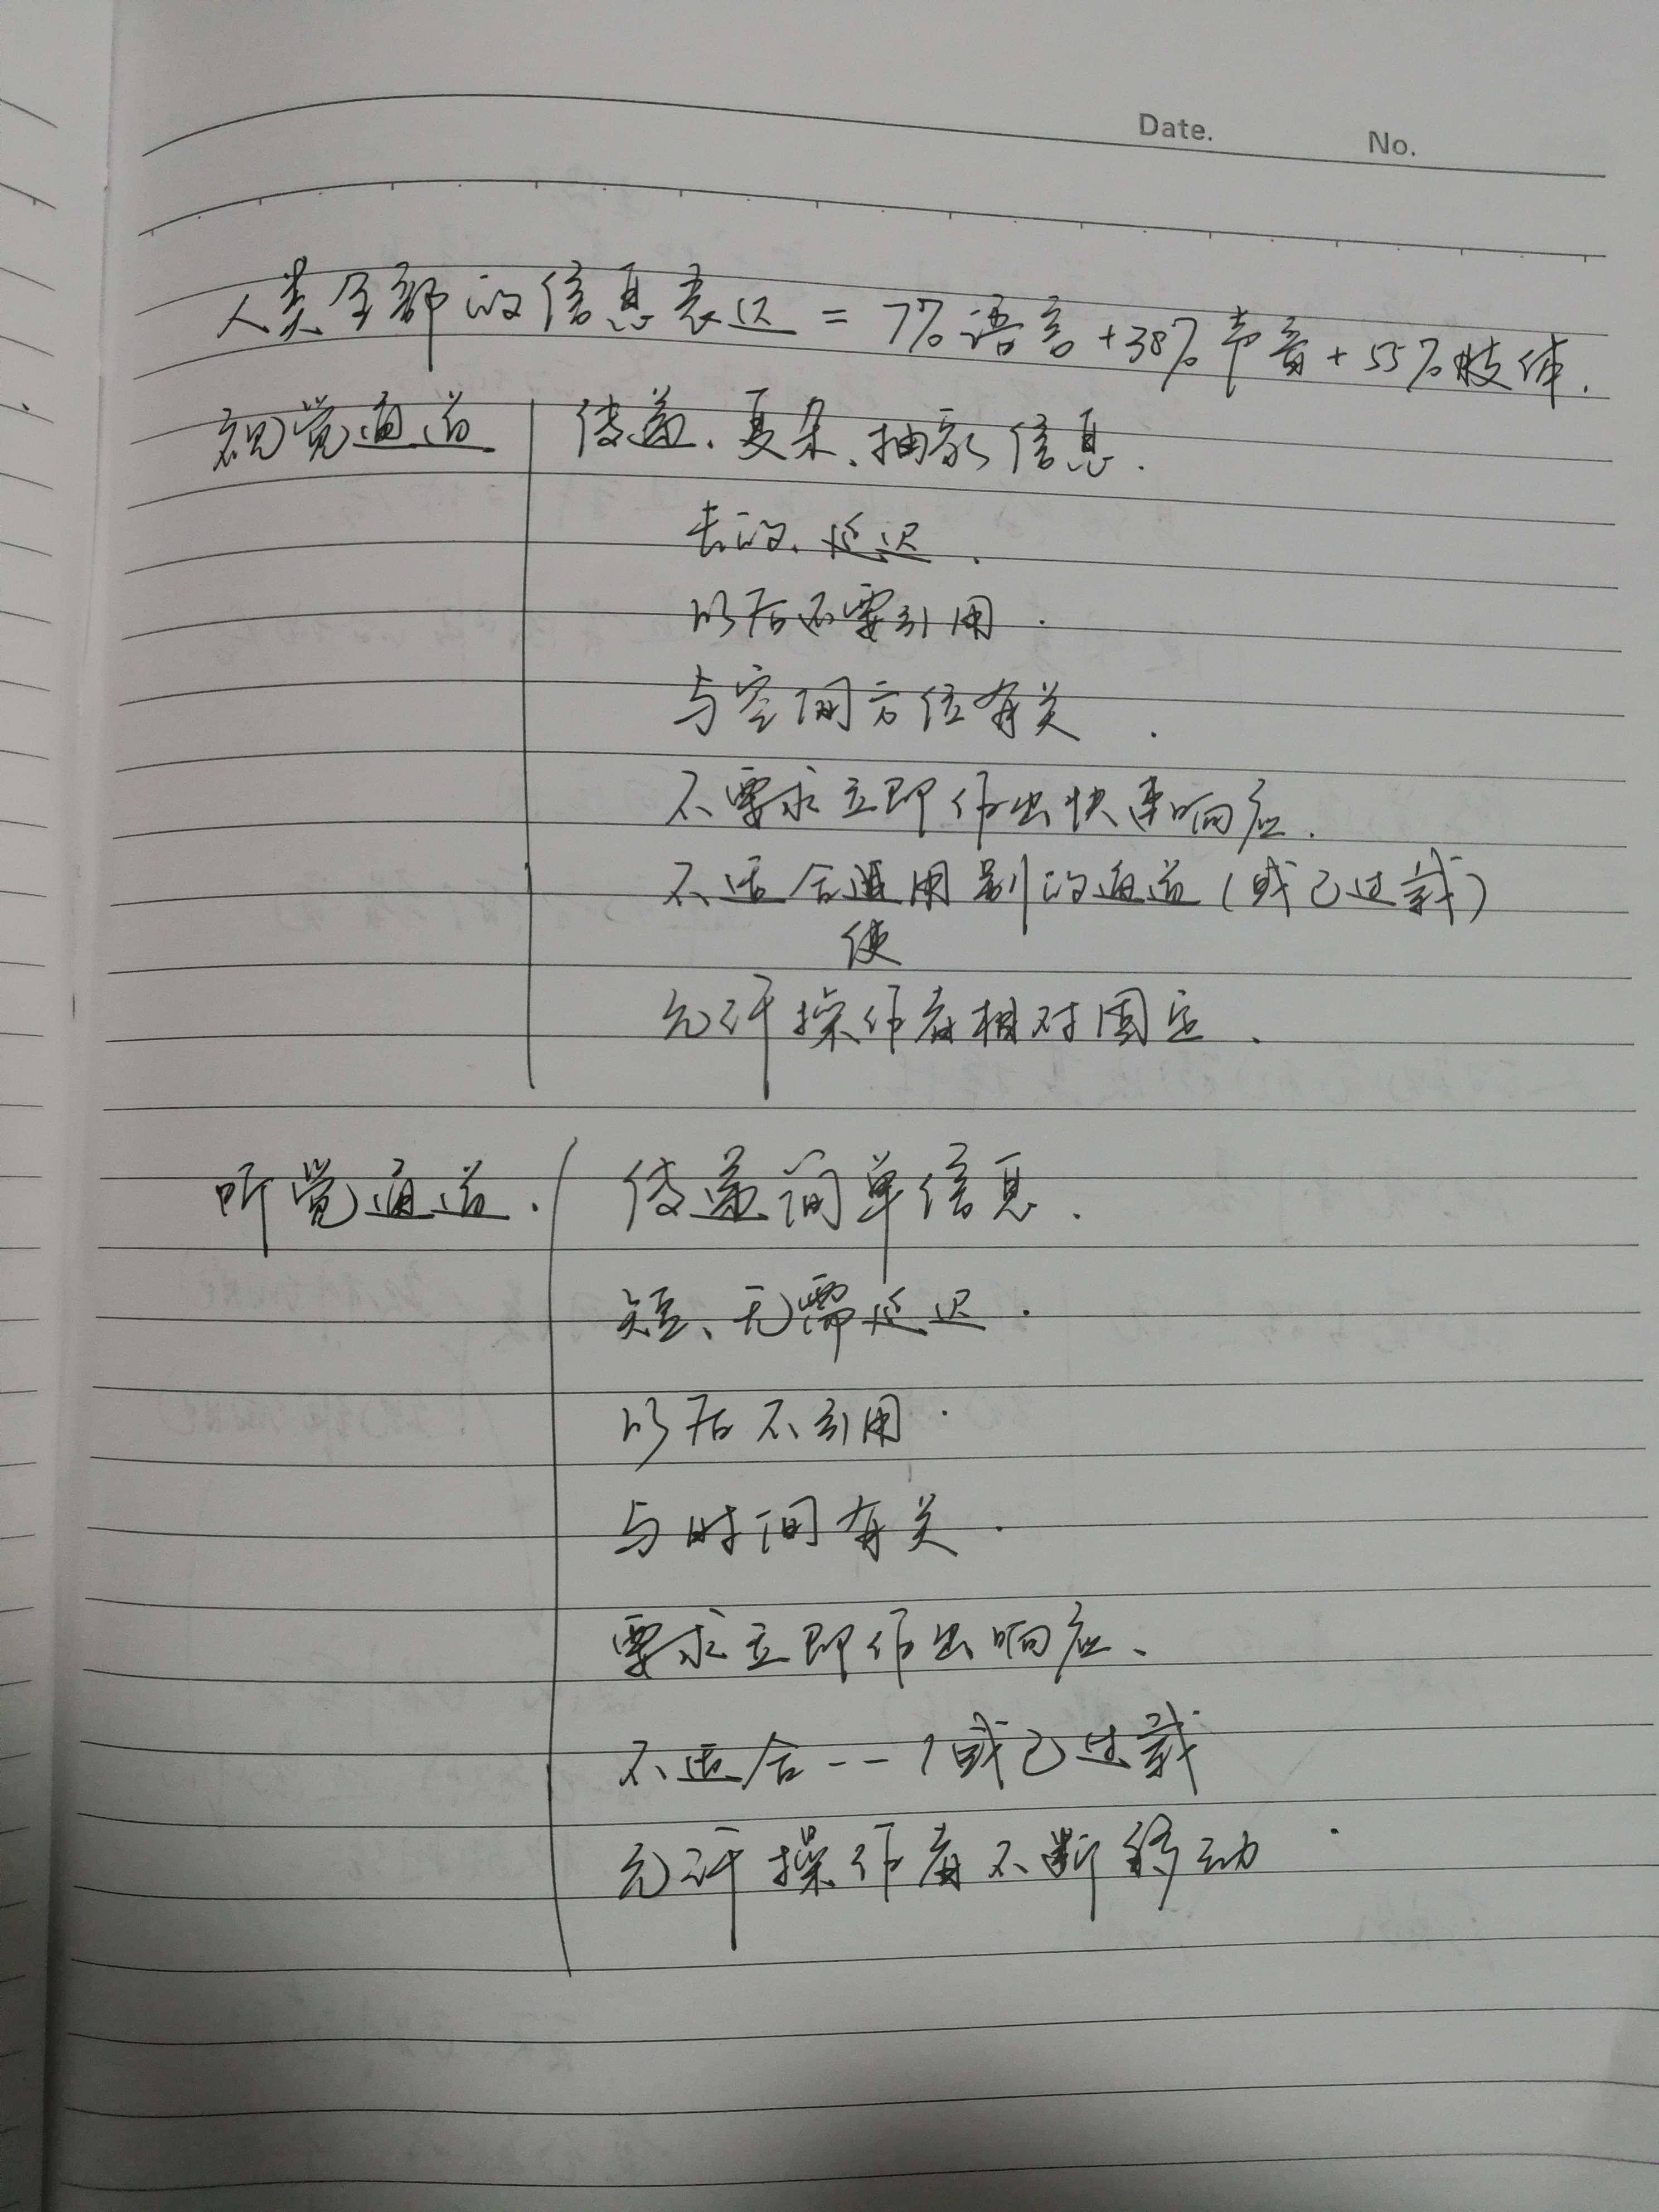 Date. No.
人类全部的信息表达 = 7%语言+38%声音+55%肢体.
视觉通道 传递、复杂、抽象信息.
长的、延迟.
以后还要引用.
与空间方位有关.
不要求立即作出快速响应.
不适合使用别的通道(或已过载)
使
允许操作者相对固定.
听觉通道. 传递简单信息.
短、无需延迟.
以后不引用.
与时间有关.
要求立即作出响应、
不适合--(或已过载
允许操作者不断移动.